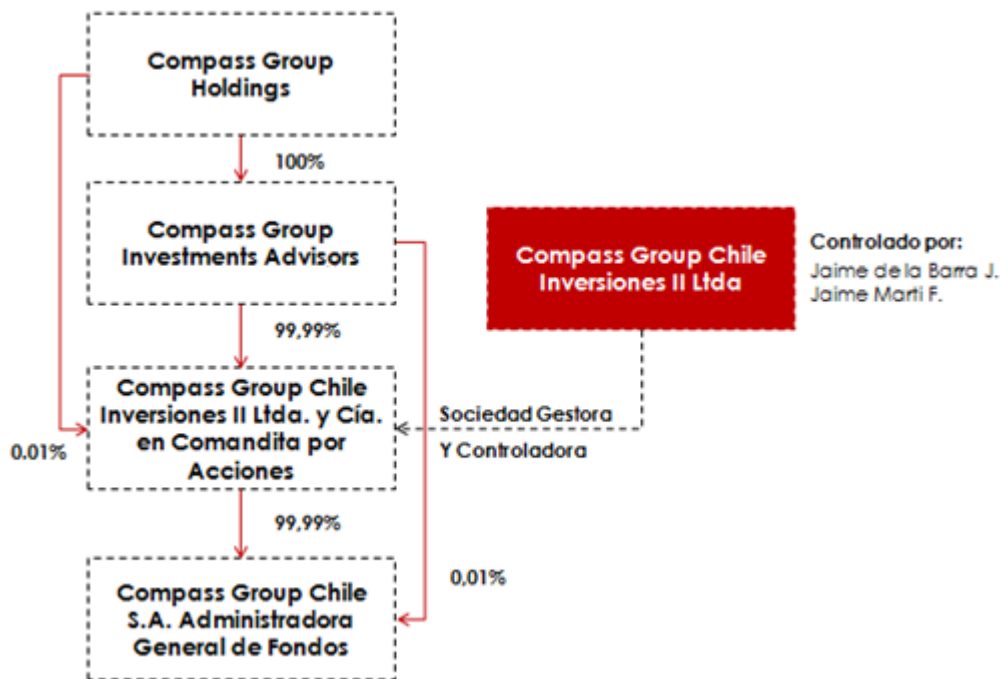 Compass Group
Holdings
100%
Compass Group
Investments Advisors
Compass Group Chile
Inversiones II Ltda
Controlado por:
Jaime de la Barra J.
Jaime Marti F.
99,99%
Compass Group Chile
Inversiones II Ltda. y Cía.
en Comandita por
Acciones
Sociedad Gestora
Y Controladora
0.01%
99,99%
0,01%
Compass Group Chile
S.A. Administradora
General de Fondos